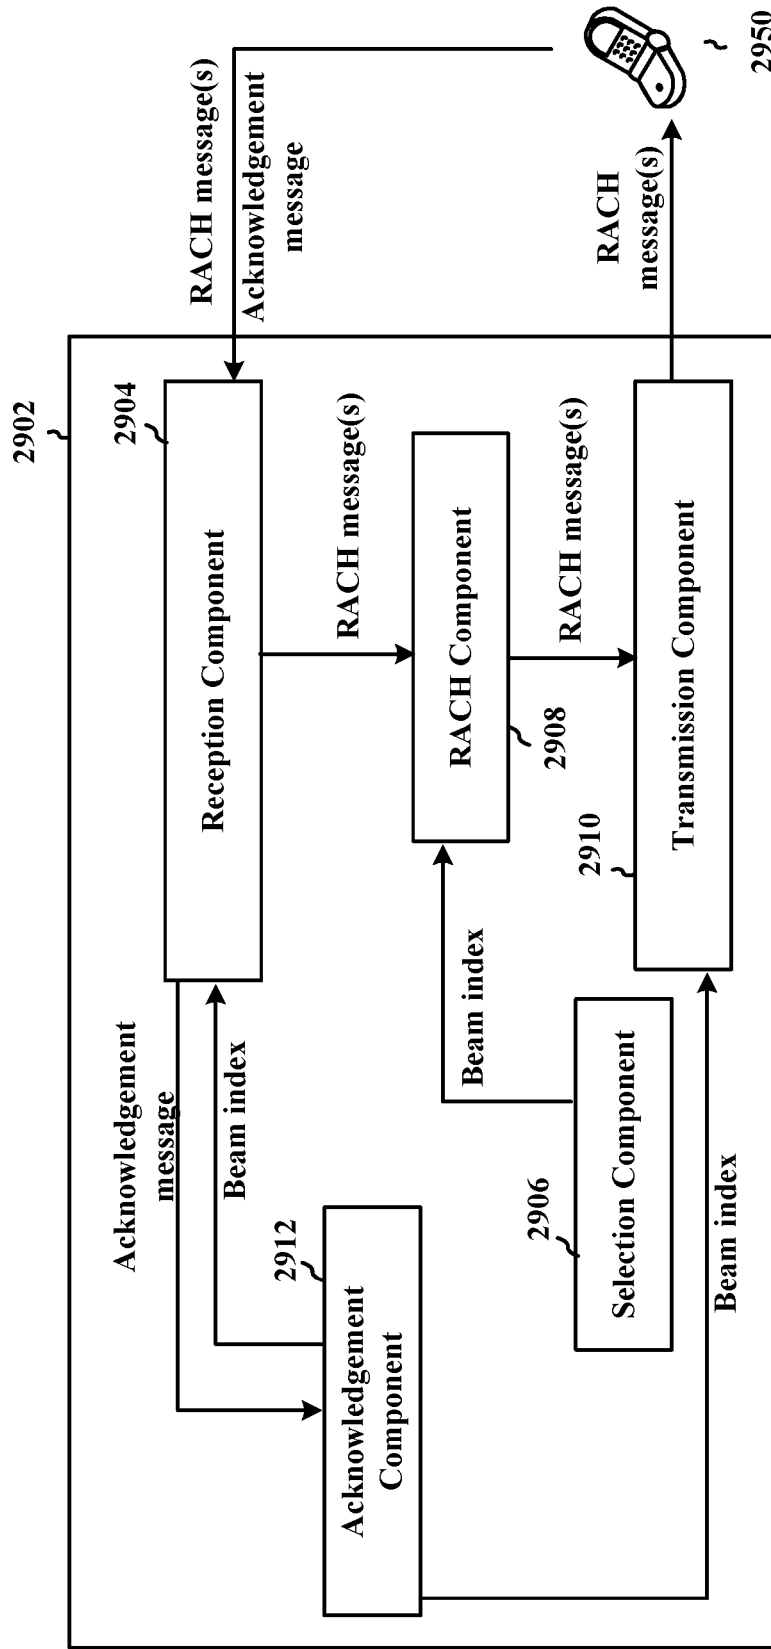 2902
2904
Reception Component
RACH message(s)
Acknowledgement
message
2950
RACH
message(s)
Acknowledgement
message
Beam index
RACH message(s)
2912
Acknowledgement
Component
RACH Component
2908
Beam index
RACH message(s)
2906
Selection Component
2910
Transmission Component
Beam index